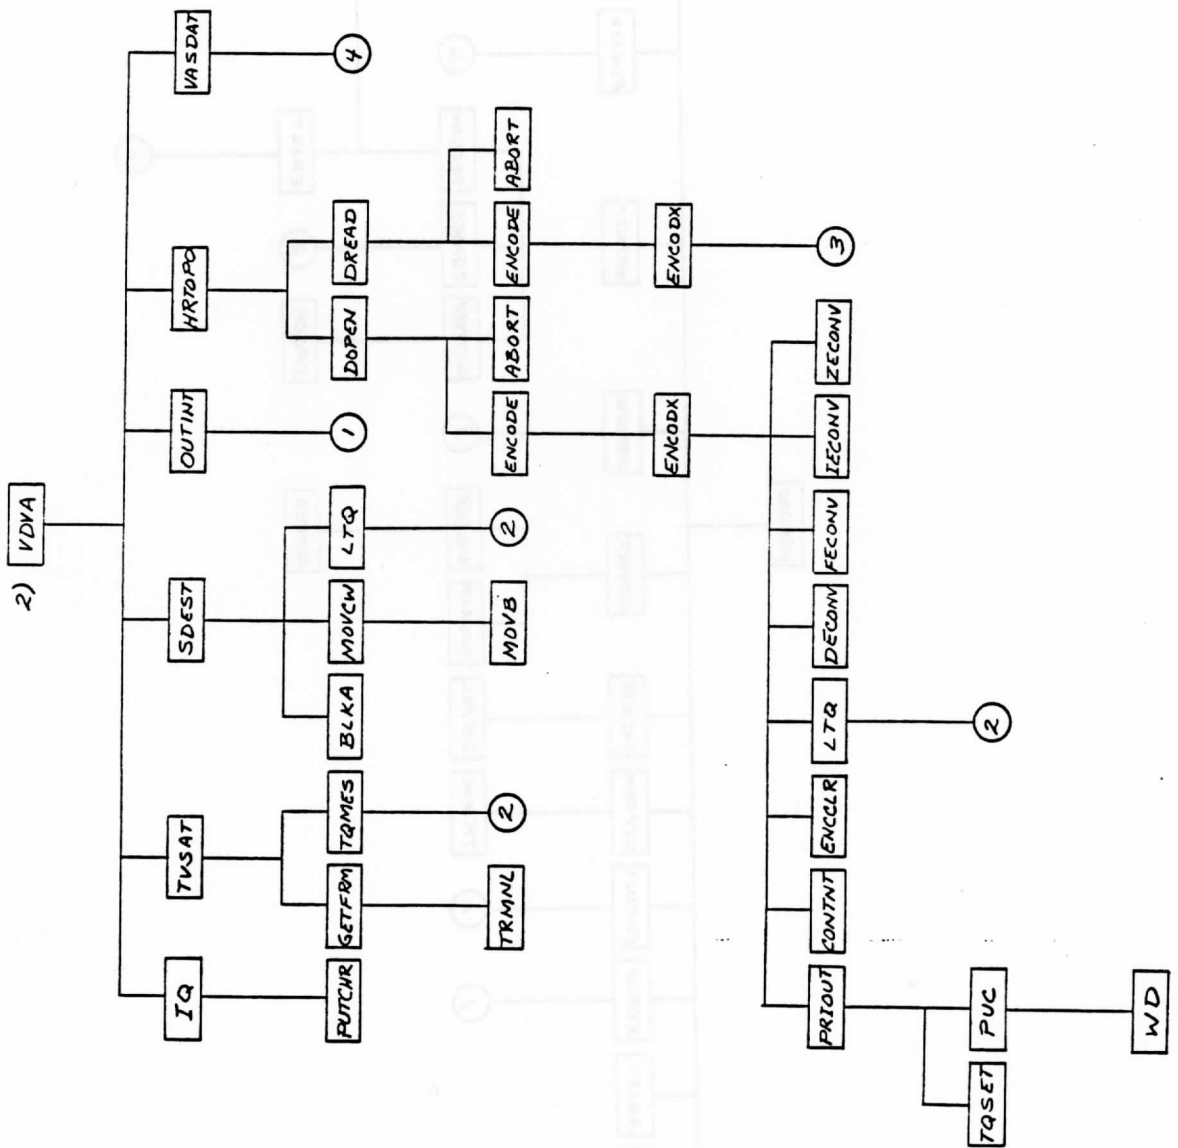 2) VDVA
IQ
TVSAT
SDEST
OUTINT
HRTOPO
VASDAT
PUTCHR
GETFRM
TQMES
BLKA
MOVCW
LTQ
1
DOPEN
DREAD
4
TRMNL
2
MOVB
2
ENCODE
ABORT
ENCODE
ABORT
ENCODX
ENCODX
PRIOUT
CONTNT
ENCCLR
LTQ
DECONV
FECONV
IECONV
ZECONV
3
TQSET
PUC
2
WD